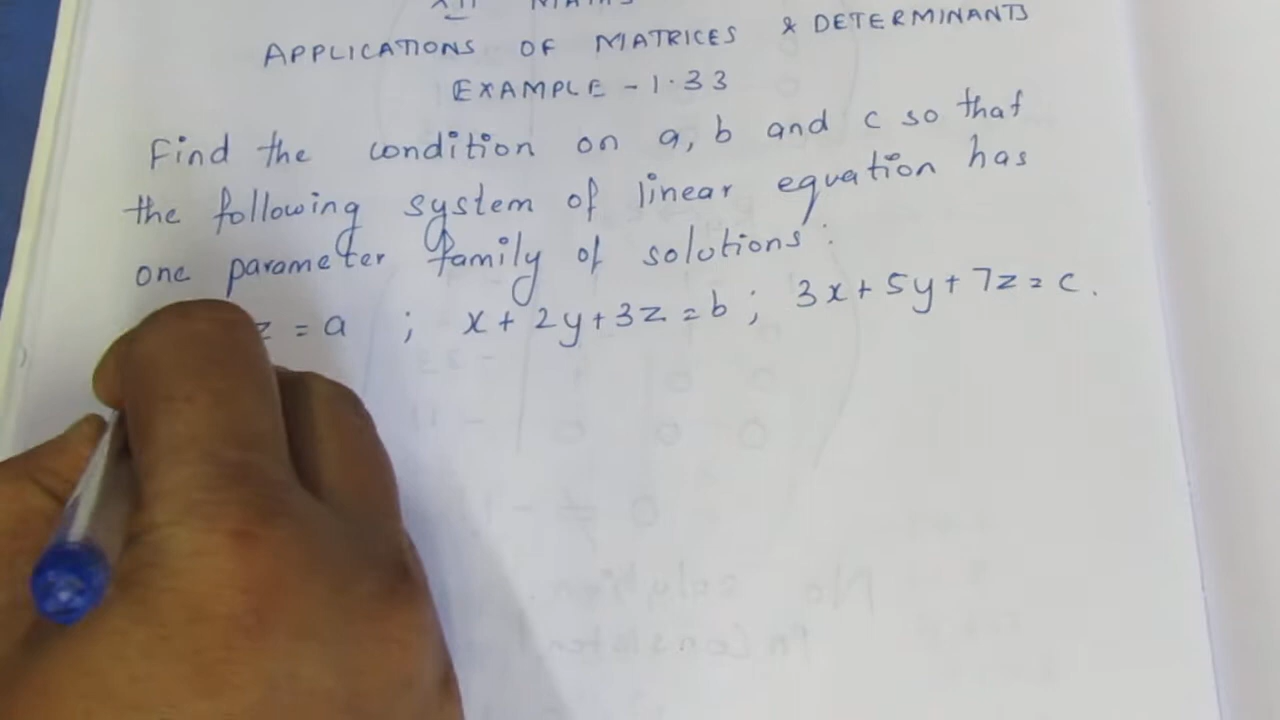 APPLICATIONS OF MATRICES & DETERMINANTS
EXAMPLE - 1.33
Find the condition on a, b and c so that
the following system of linear equation has
one parameter family of solutions:
z = a ; x + 2y + 3z = b ; 3x + 5y + 7z = c.